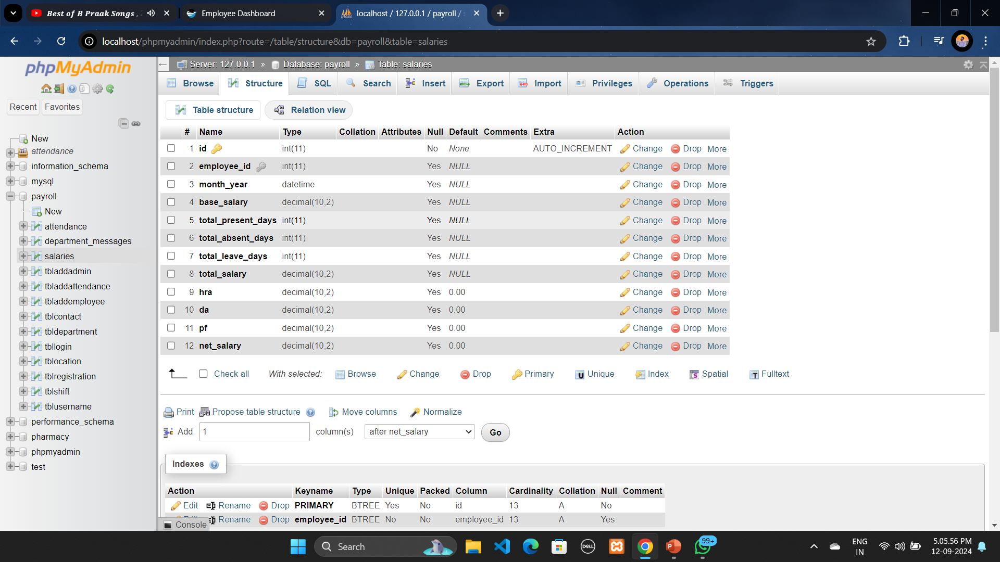 Best of B Praak Songs
Employee Dashboard
localhost / 127.0.0.1 / payroll /
localhost/phpmyadmin/index.php?route=/table/structure&db=payroll&table=salaries
phpMyAdmin
Recent Favorites
New
attendance
information_schema
mysql
payroll
New
attendance
department_messages
salaries
tbladdadmin
tbladdattendance
tbladdemployee
tblcontact
tbldepartment
tbllogin
tblocation
tblregistration
tblshift
tblusername
performance_schema
pharmacy
phpmyadmin
test
Server: 127.0.0.1 » Database: payroll » Table: salaries
Browse Structure SQL Search Insert Export Import Privileges Operations Triggers
Table structure Relation view
# Name Type Collation Attributes Null Default Comments Extra Action
1 id int(11) No None AUTO_INCREMENT Change Drop More
2 employee_id int(11) Yes NULL Change Drop More
3 month_year datetime Yes NULL Change Drop More
4 base_salary decimal(10,2) Yes NULL Change Drop More
5 total_present_days int(11) Yes NULL Change Drop More
6 total_absent_days int(11) Yes NULL Change Drop More
7 total_leave_days int(11) Yes NULL Change Drop More
8 total_salary decimal(10,2) Yes NULL Change Drop More
9 hra decimal(10,2) Yes 0.00 Change Drop More
10 da decimal(10,2) Yes 0.00 Change Drop More
11 pf decimal(10,2) Yes 0.00 Change Drop More
12 net_salary decimal(10,2) Yes 0.00 Change Drop More
Check all With selected: Browse Change Drop Primary Unique Index Spatial Fulltext
Print Propose table structure Move columns Normalize
Add 1 column(s) after net_salary Go
Indexes
Action Keyname Type Unique Packed Column Cardinality Collation Null Comment
Edit Rename Drop PRIMARY BTREE Yes No id 13 A No
Rename Drop employee_id BTREE No No employee_id 13 A Yes
Console
Search
DELL
99+
ENG
IN
5.05.56 PM
12-09-2024